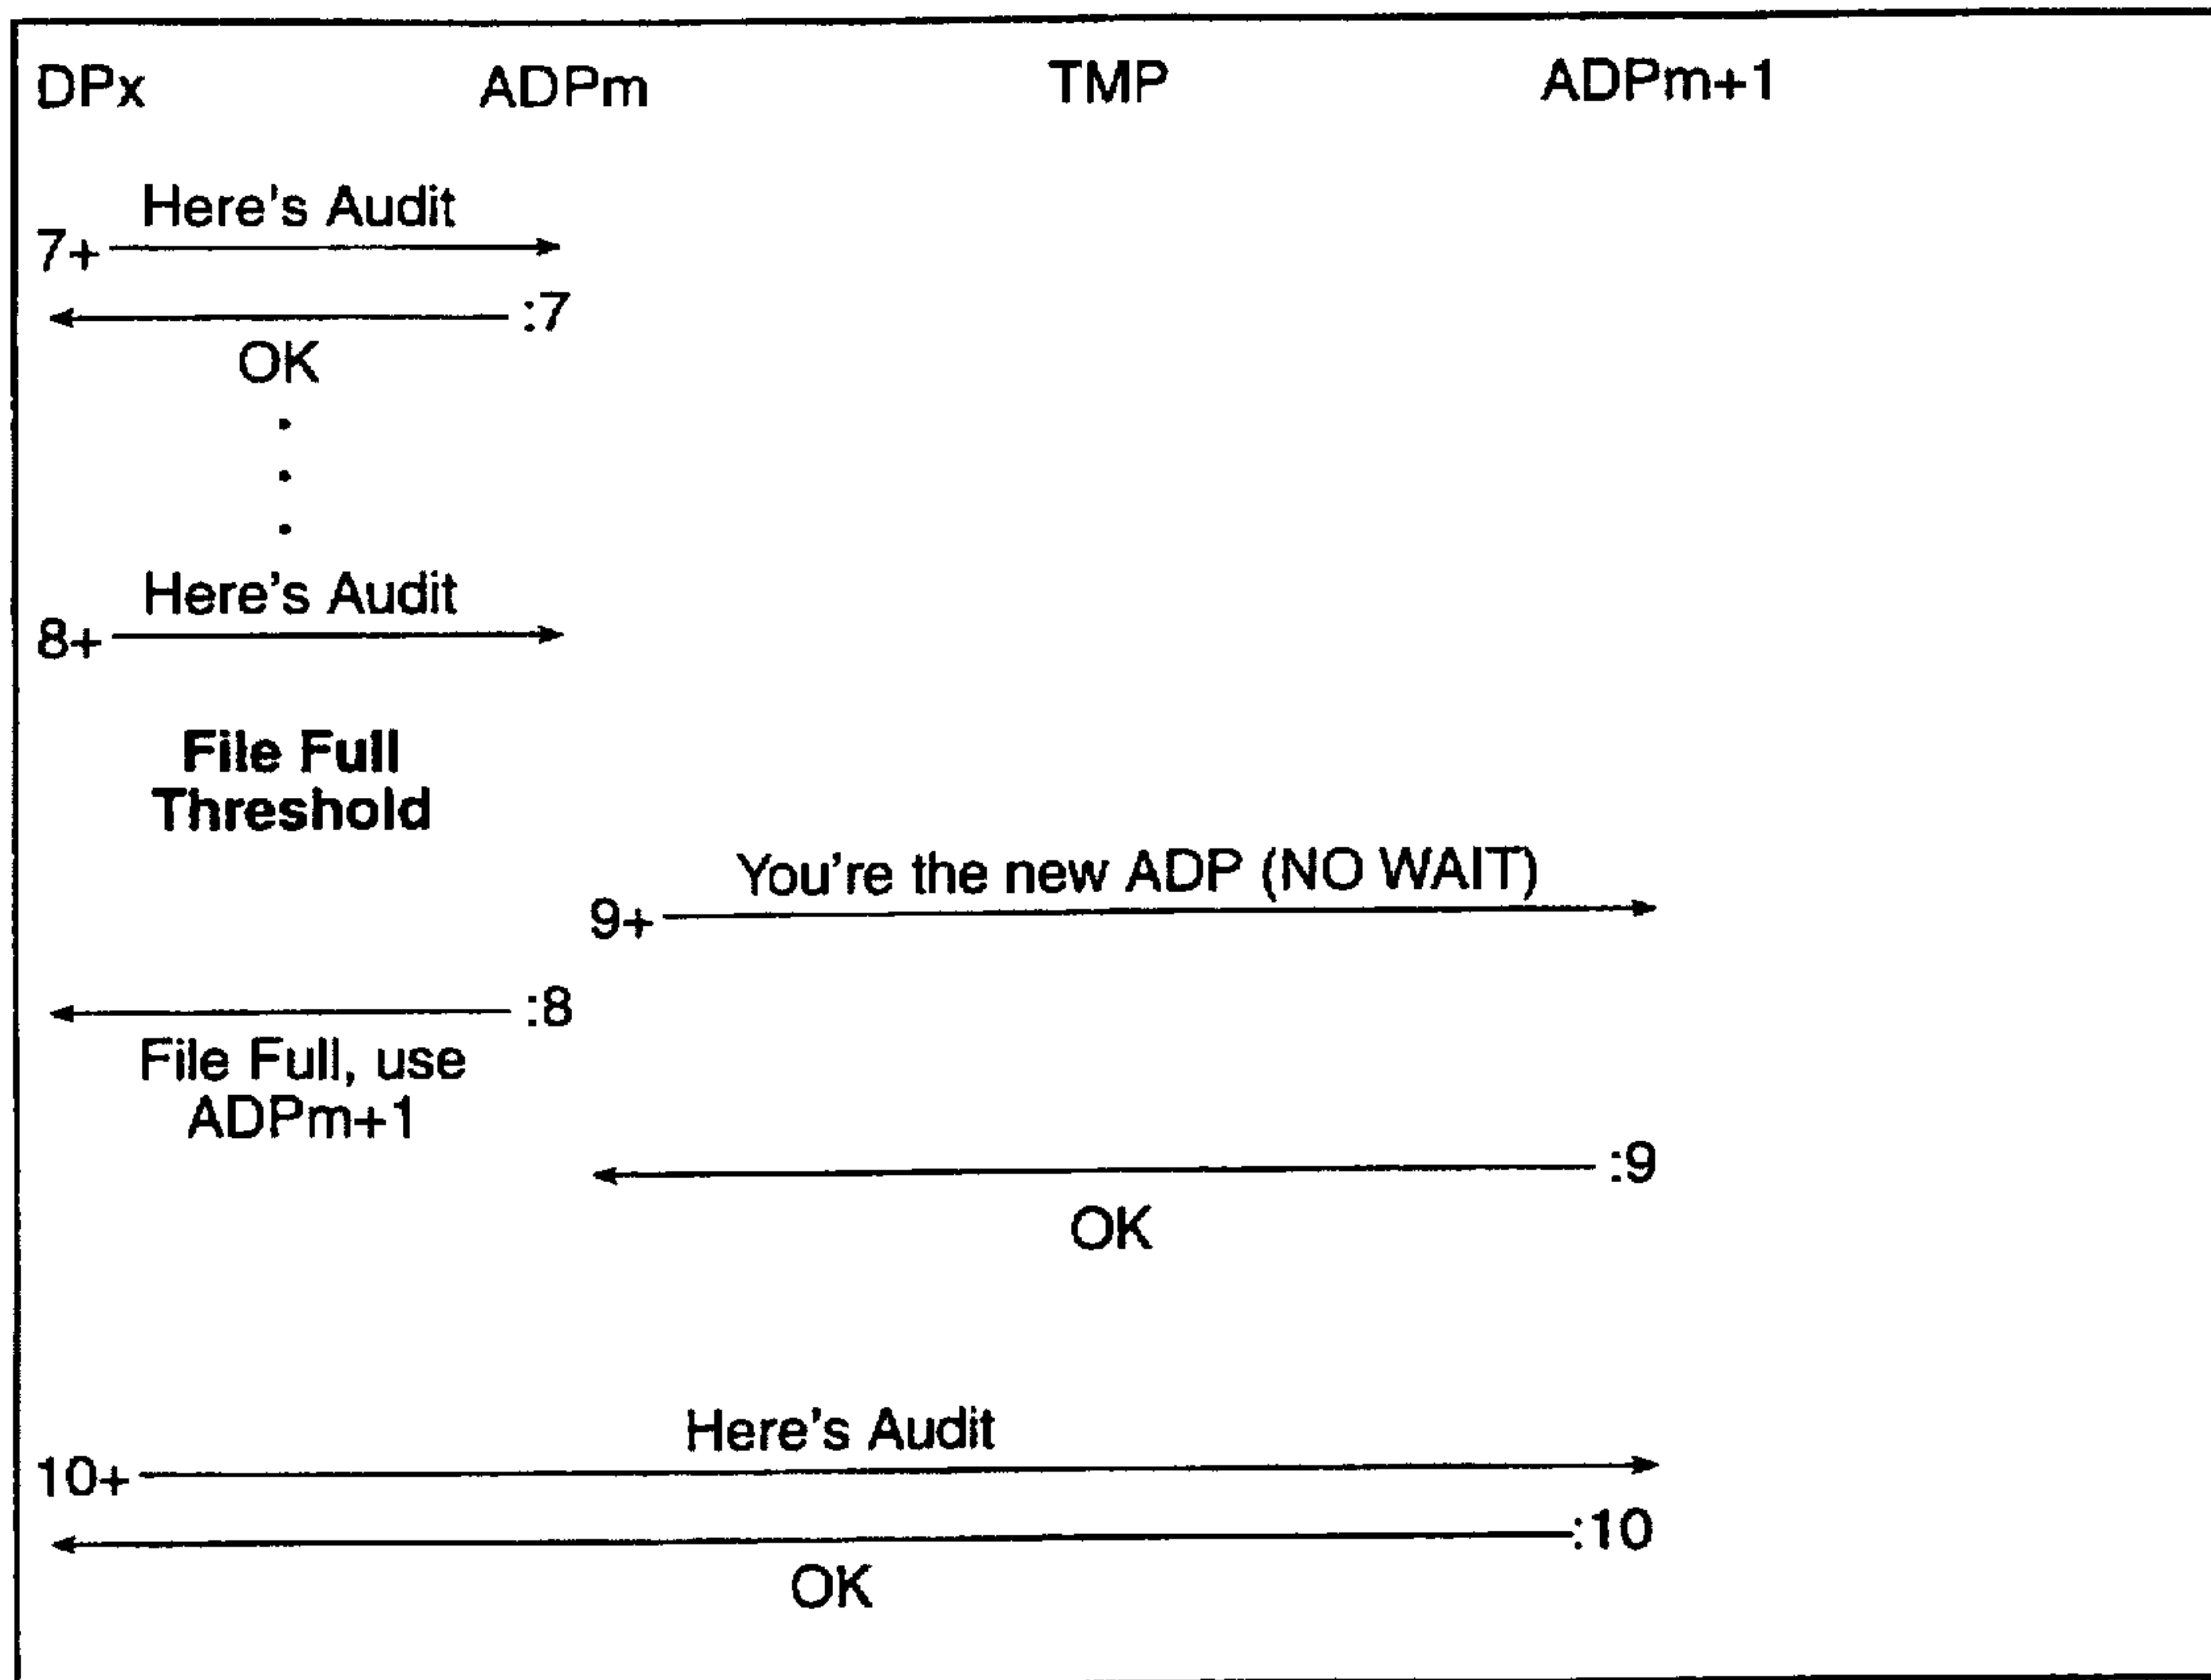 DPx ADPm TMP ADPm+1
Here's Audit
7+
:7
OK
Here's Audit
8+
File Full
Threshold
You're the new ADP (NO WAIT)
9+
:8
File Full, use
ADPm+1
:9
OK
Here's Audit
10+
:10
OK